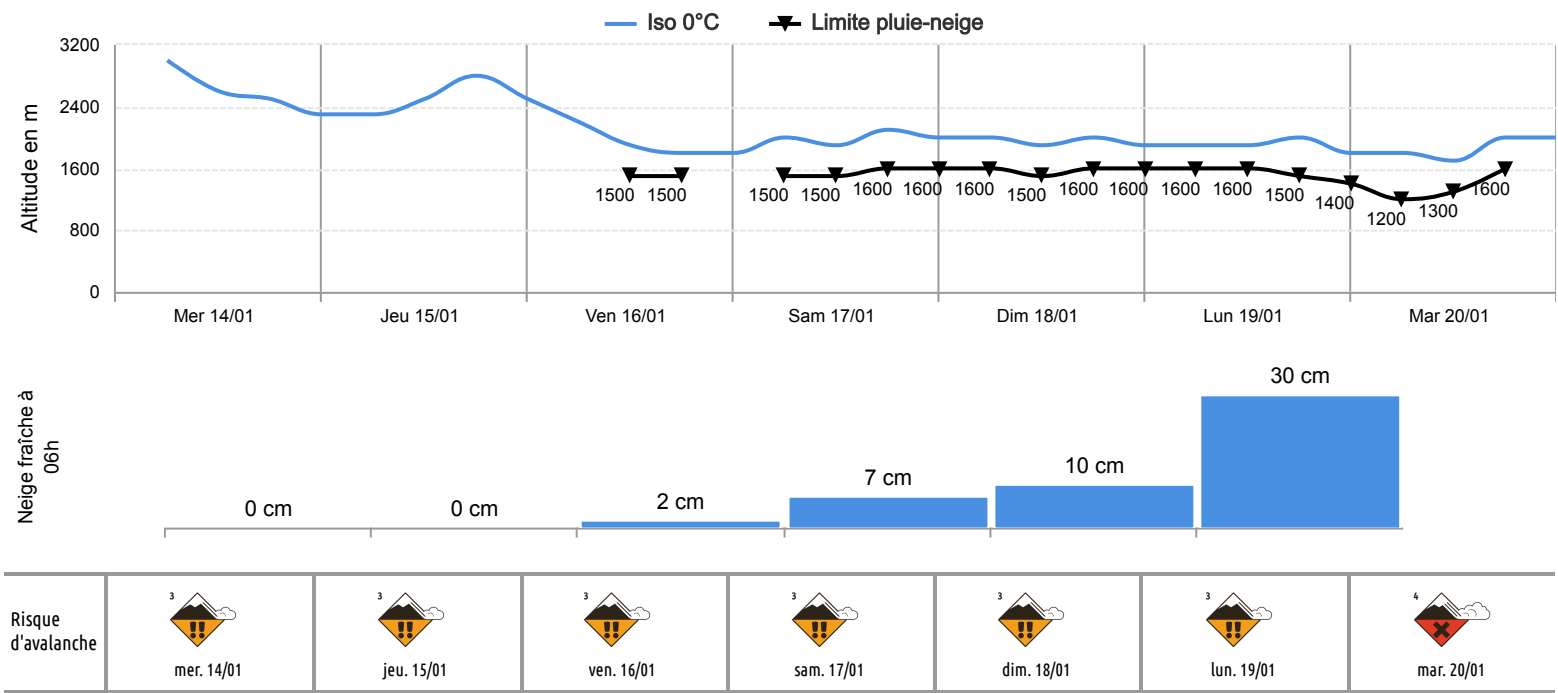 Iso 0°C Limite pluie-neige
Altitude en m
3200
2400
1600
800
0
1500 1500 1500 1500 1600 1600 1600 1500 1600 1600 1600 1600 1500 1400 1200 1300 1600
Mer 14/01 Jeu 15/01 Ven 16/01 Sam 17/01 Dim 18/01 Lun 19/01 Mar 20/01
Neige fraîche à
06h
0 cm 0 cm 2 cm 7 cm 10 cm 30 cm
Risque
d'avalanche
3 3 3 3 3 3 4
mer. 14/01 jeu. 15/01 ven. 16/01 sam. 17/01 dim. 18/01 lun. 19/01 mar. 20/01